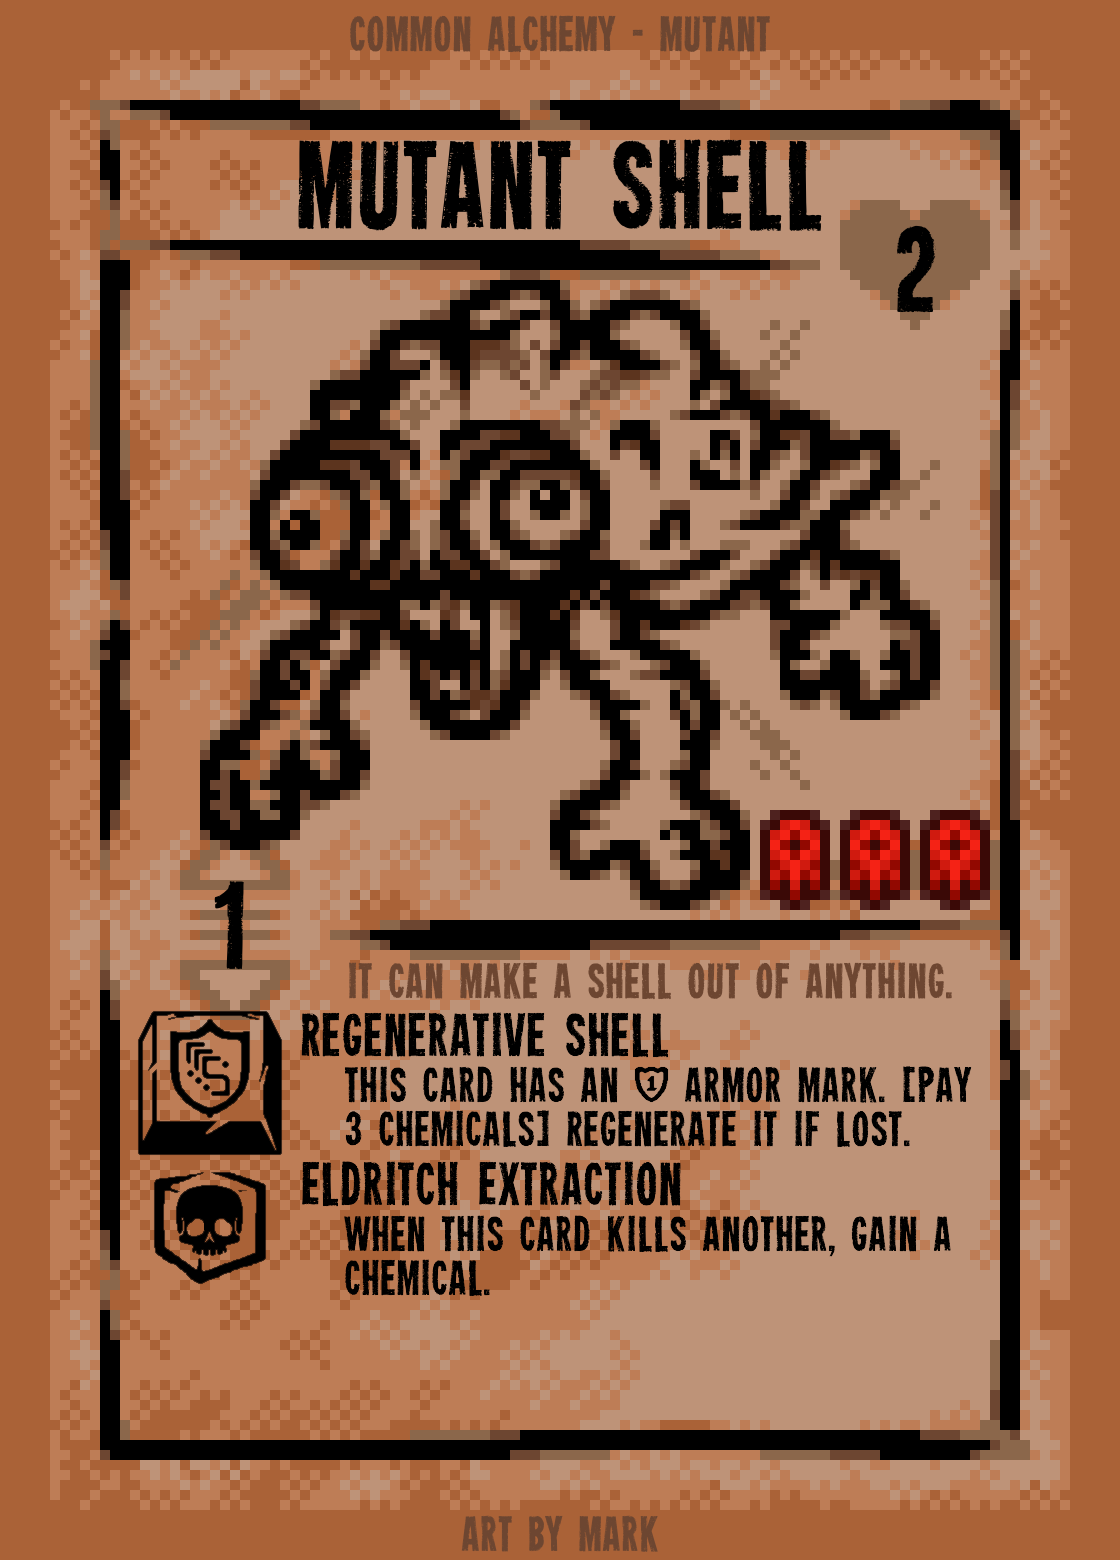 COMMON ALCHEMY - MUTANT
MUTANT SHELL
2
1
IT CAN MAKE A SHELL OUT OF ANYTHING.
REGENERATIVE SHELL
THIS CARD HAS AN 1 ARMOR MARK. [PAY
3 CHEMICALS] REGENERATE IT IF LOST.
ELDRITCH EXTRACTION
WHEN THIS CARD KILLS ANOTHER, GAIN A
CHEMICAL.
ART BY MARK